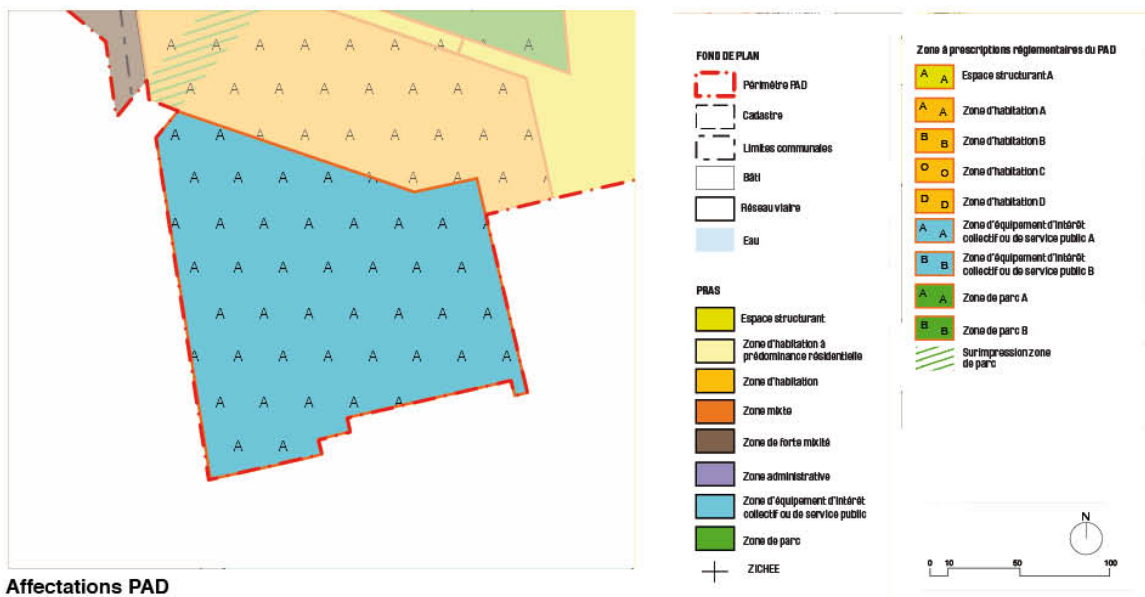 A A A A A A A A A
A A A A A A A A
A A A A A A A A A
A A A A A A A A A
A A A A A A A A
A A A A A A A
A A A A A A A
A A A A A A A A
A A A A A
A A
Affectations PAD
FOND DE PLAN
Périmètre PAD
Cadastre
Limites communales
Bâti
Réseau viaire
Eau
PRAS
Espace structurant
Zone d'habitation à
prédominance résidentielle
Zone d'habitation
Zone mixte
Zone de forte mixité
Zone administrative
Zone d'équipement d'intérêt
collectif ou de service public
Zone de parc
ZICHEE
Zone à prescriptions réglementaires du PAD
A A Espace structurant A
A A Zone d'habitation A
B B Zone d'habitation B
O O Zone d'habitation C
D D Zone d'habitation D
A A Zone d'équipement d'intérêt
collectif ou de service public A
B B Zone d'équipement d'intérêt
collectif ou de service public B
A A Zone de parc A
B B Zone de parc B
Surimpression zone
de parc
N
0 10 50 100